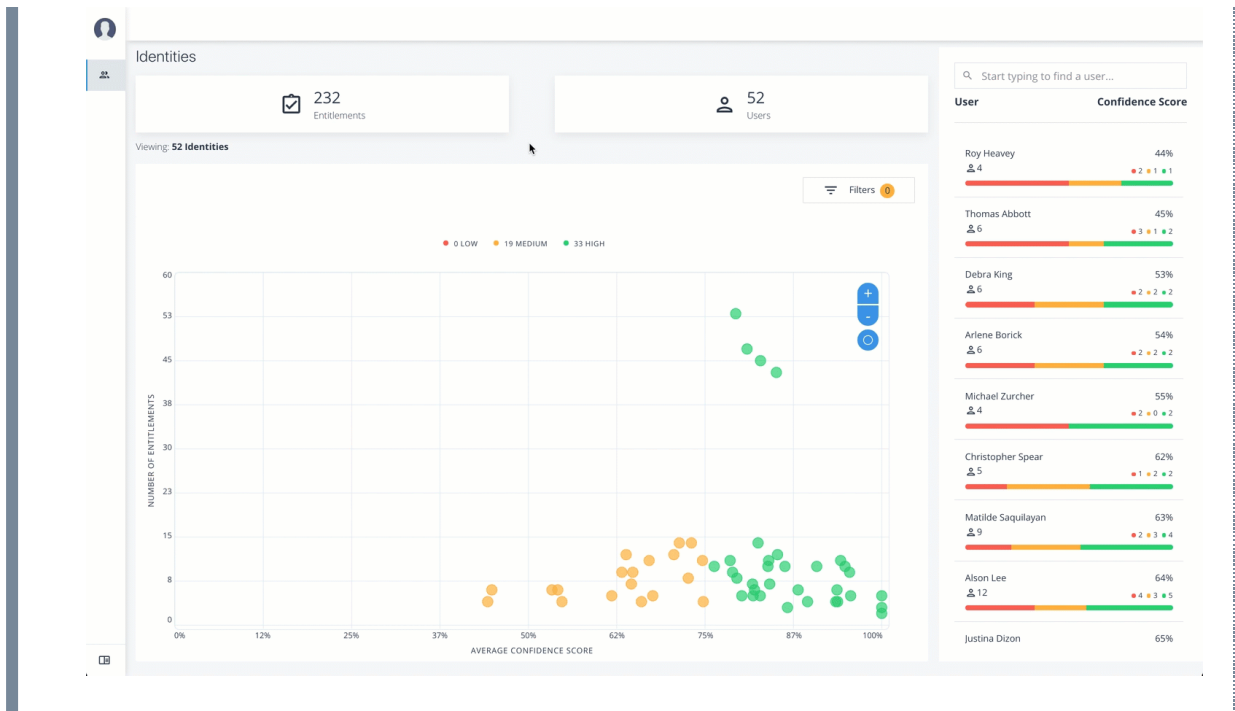 Identities
232
Entitlements
52
Users
Viewing: 52 Identities
Filters 0
0 LOW 19 MEDIUM 33 HIGH
+
-
60
53
45
38
30
23
15
8
0
NUMBER OF ENTITLEMENTS
0% 12% 25% 37% 50% 62% 75% 87% 100%
AVERAGE CONFIDENCE SCORE
Start typing to find a user...
User Confidence Score
Roy Heavey 44%
4 2 1 1
Thomas Abbott 45%
6 3 1 2
Debra King 53%
6 2 2 2
Arlene Borick 54%
6 2 2 2
Michael Zurcher 55%
4 2 0 2
Christopher Spear 62%
5 1 2 2
Matilde Saquilayan 63%
9 2 3 4
Alson Lee 64%
12 4 3 5
Justina Dizon 65%